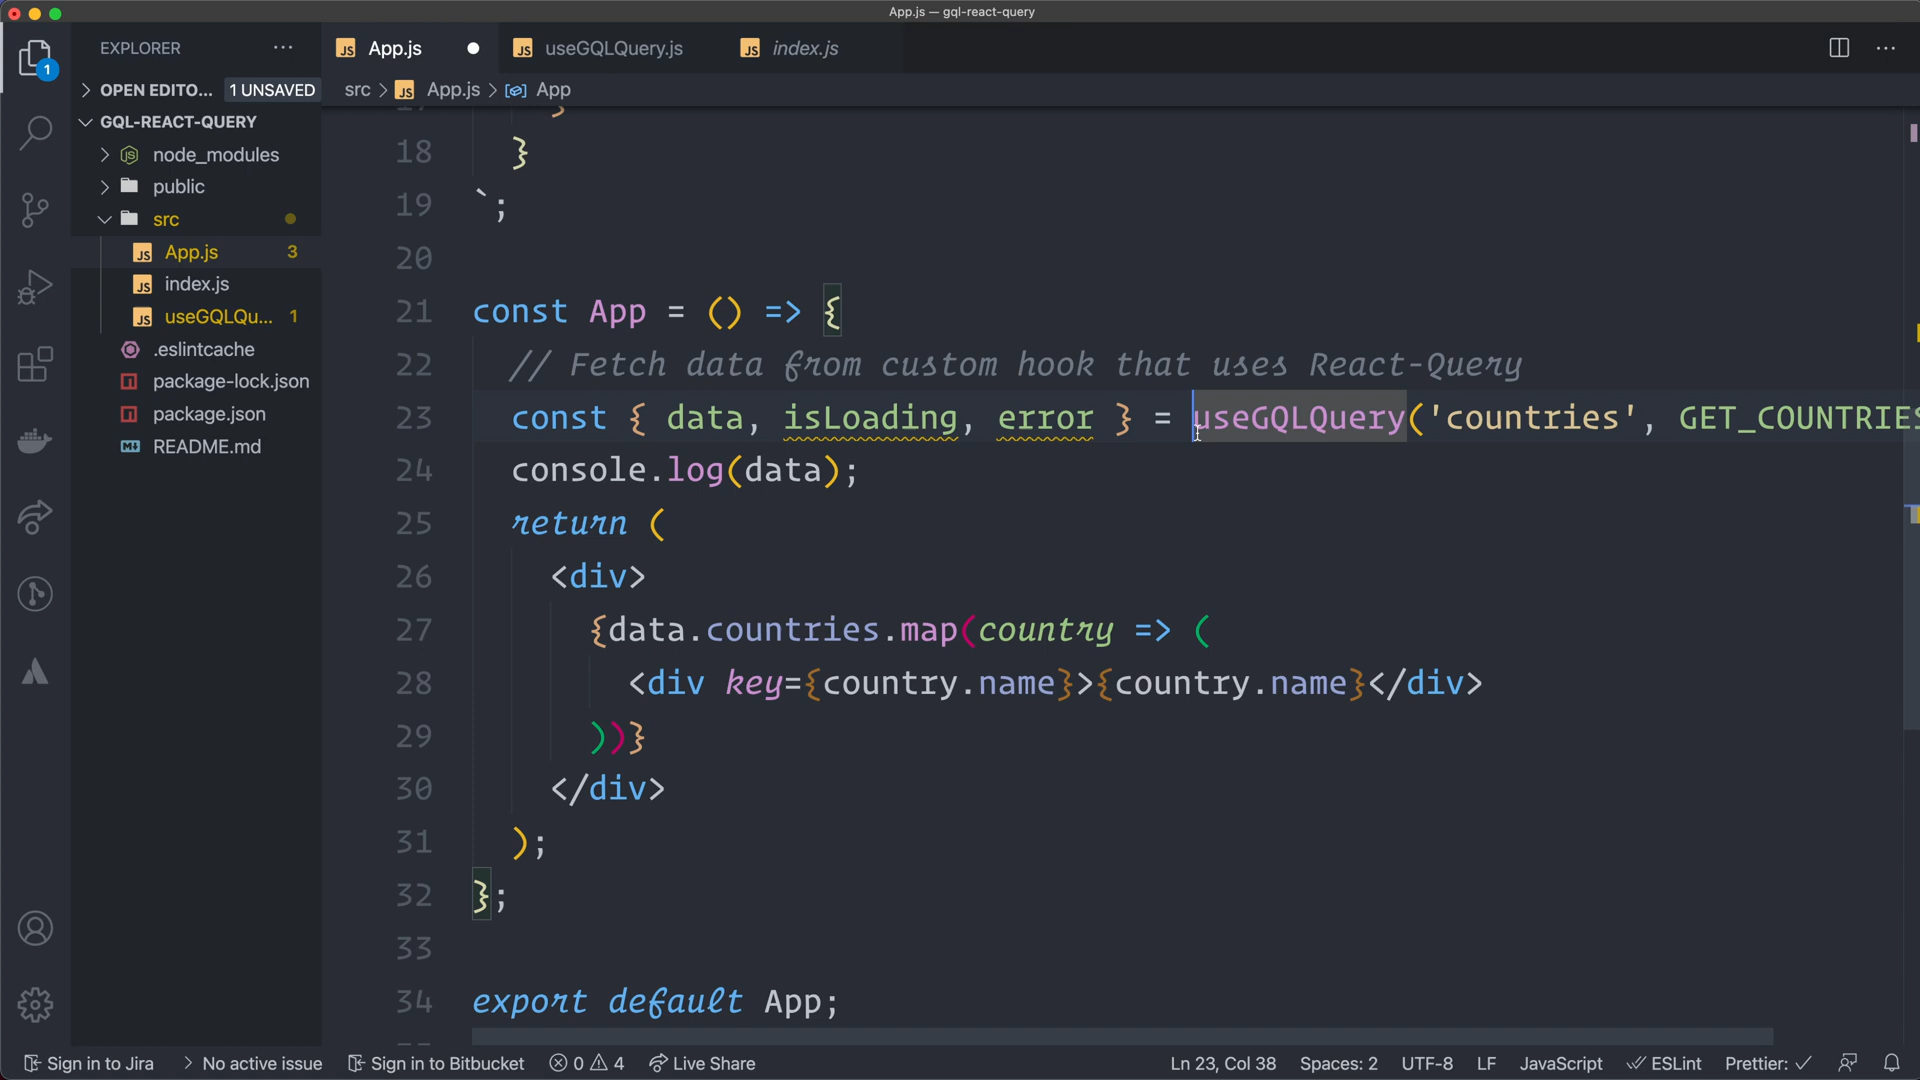 App.js — gql-react-query
EXPLORER
App.js
useGQLQuery.js
index.js
OPEN EDITO... 1 UNSAVED
src > App.js > App
GQL-REACT-QUERY
node_modules
public
src
App.js 3
index.js
useGQLQu... 1
.eslintcache
package-lock.json
package.json
README.md
1
18 }
19 `;
20
21 const App = () => {
22 // Fetch data from custom hook that uses React-Query
23 const { data, isLoading, error } = useGQLQuery('countries', GET_COUNTRIES
24 console.log(data);
25 return (
26 <div>
27 {data.countries.map(country => (
28 <div key={country.name}>{country.name}</div>
29 ))}
30 </div>
31 );
32 };
33
34 export default App;
Sign in to Jira > No active issue Sign in to Bitbucket 0 4 Live Share Ln 23, Col 38 Spaces: 2 UTF-8 LF JavaScript ESLint Prettier: ✓